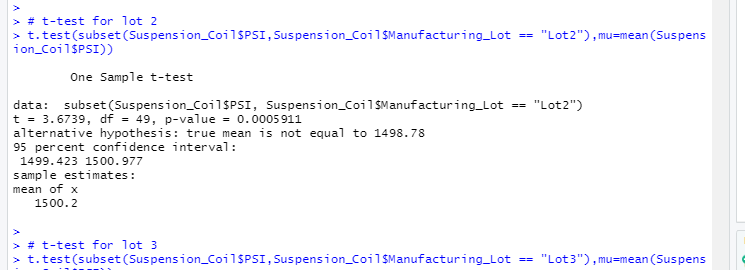 >
> # t-test for lot 2
> t.test(subset(Suspension_Coil$PSI,Suspension_Coil$Manufacturing_Lot == "Lot2"),mu=mean(Suspens
ion_Coil$PSI))
One Sample t-test
data:  subset(Suspension_Coil$PSI, Suspension_Coil$Manufacturing_Lot == "Lot2")
t = 3.6739, df = 49, p-value = 0.0005911
alternative hypothesis: true mean is not equal to 1498.78
95 percent confidence interval:
1499.423 1500.977
sample estimates:
mean of x
1500.2
>
> # t-test for lot 3
> t.test(subset(Suspension_Coil$PSI,Suspension_Coil$Manufacturing_Lot == "Lot3"),mu=mean(Suspens